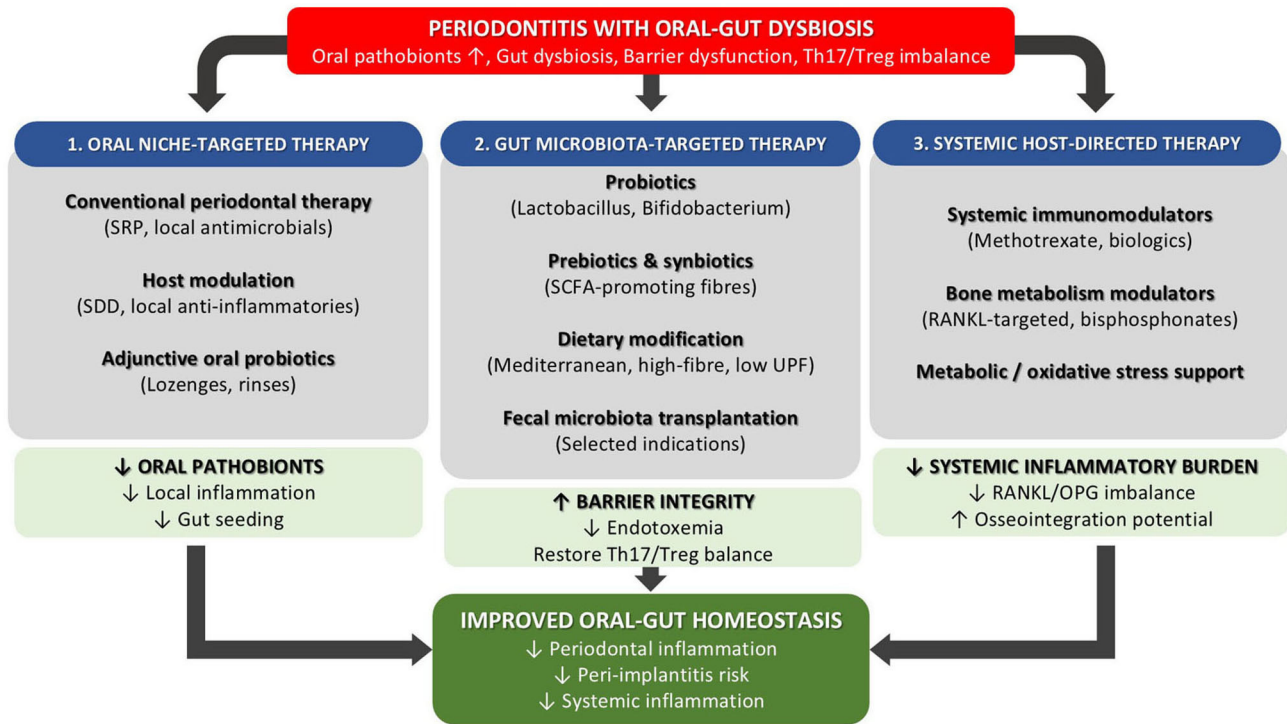 PERIODONTITIS WITH ORAL-GUT DYSBIOSIS
Oral pathobionts ↑, Gut dysbiosis, Barrier dysfunction, Th17/Treg imbalance
1. ORAL NICHE-TARGETED THERAPY
Conventional periodontal therapy
(SRP, local antimicrobials)
Host modulation
(SDD, local anti-inflammatories)
Adjunctive oral probiotics
(Lozenges, rinses)
↓ ORAL PATHOBIONTS
↓ Local inflammation
↓ Gut seeding
2. GUT MICROBIOTA-TARGETED THERAPY
Probiotics
(Lactobacillus, Bifidobacterium)
Prebiotics & synbiotics
(SCFA-promoting fibres)
Dietary modification
(Mediterranean, high-fibre, low UPF)
Fecal microbiota transplantation
(Selected indications)
↑ BARRIER INTEGRITY
↓ Endotoxemia
Restore Th17/Treg balance
3. SYSTEMIC HOST-DIRECTED THERAPY
Systemic immunomodulators
(Methotrexate, biologics)
Bone metabolism modulators
(RANKL-targeted, bisphosphonates)
Metabolic / oxidative stress support
↓ SYSTEMIC INFLAMMATORY BURDEN
↓ RANKL/OPG imbalance
↑ Osseointegration potential
IMPROVED ORAL-GUT HOMEOSTASIS
↓ Periodontal inflammation
↓ Peri-implantitis risk
↓ Systemic inflammation